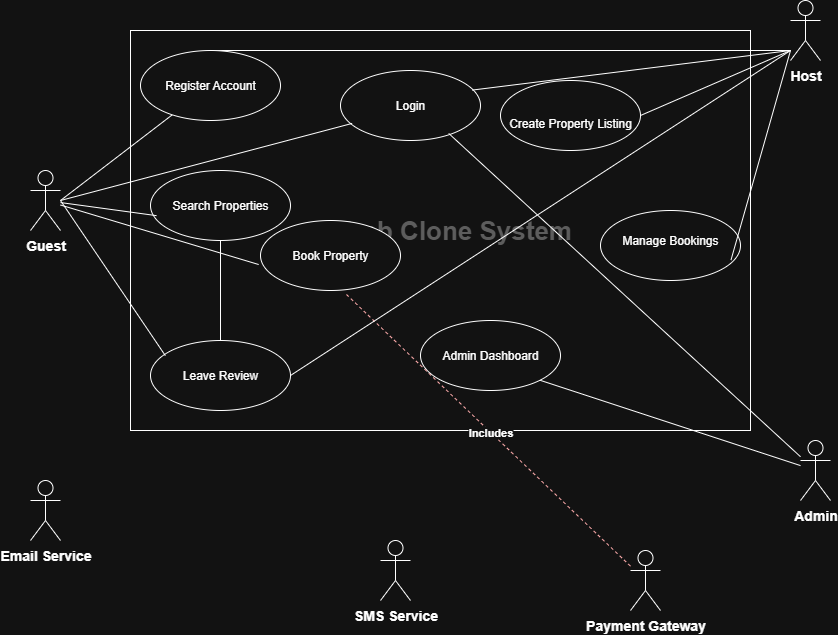 Host
Register Account
Login
Create Property Listing
Search Properties
Guest
b Clone System
Manage Bookings
Book Property
Admin Dashboard
Leave Review
Includes
Admin
Email Service
SMS Service
Payment Gateway